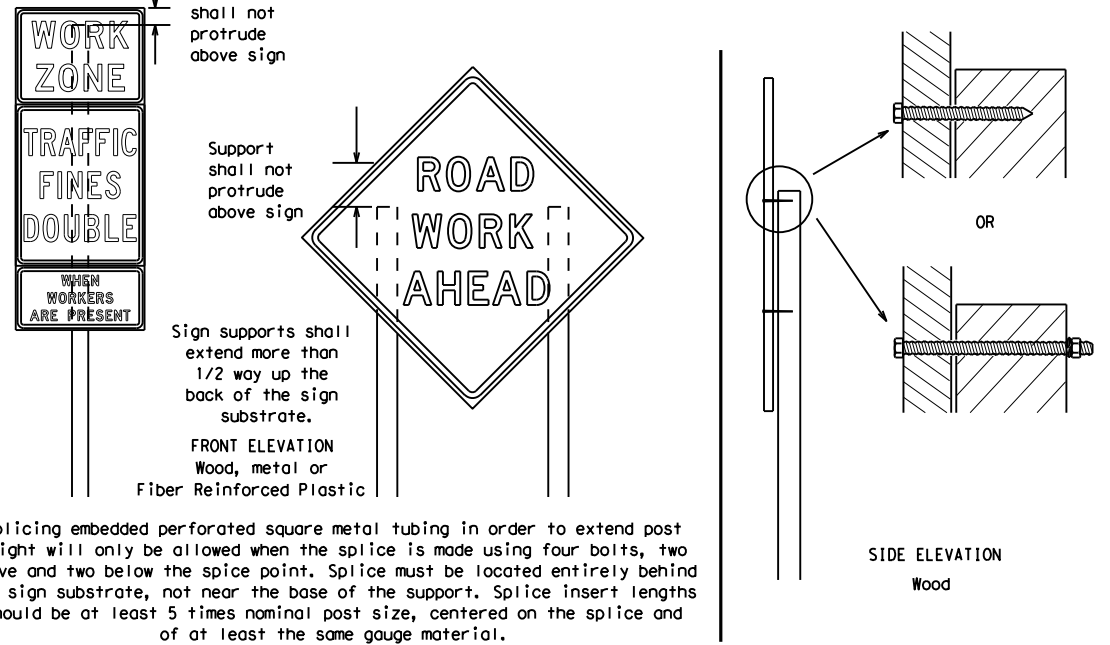 shall not
protrude
above sign
WORK
ZONE
TRAFFIC
FINES
DOUBLE
WHEN
WORKERS
ARE PRESENT
Support
shall not
protrude
above sign
ROAD
WORK
AHEAD
Sign supports shall
extend more than
1/2 way up the
back of the sign
substrate.
FRONT ELEVATION
Wood, metal or
Fiber Reinforced Plastic
plicing embedded perforated square metal tubing in order to extend post
ight will only be allowed when the splice is made using four bolts, two
ve and two below the spice point. Splice must be located entirely behind
sign substrate, not near the base of the support. Splice insert lengths
ould be at least 5 times nominal post size, centered on the splice and
of at least the same gauge material.
OR
SIDE ELEVATION
Wood